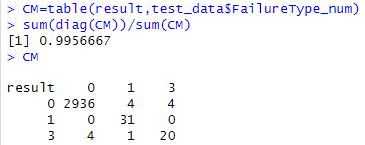 > CM=table(result,test_data$FailureType_num)
> sum(diag(CM))/sum(CM)
[1] 0.9956667
> CM
result 0 1 3
0 2936 4 4
1 0 31 0
3 4 1 20